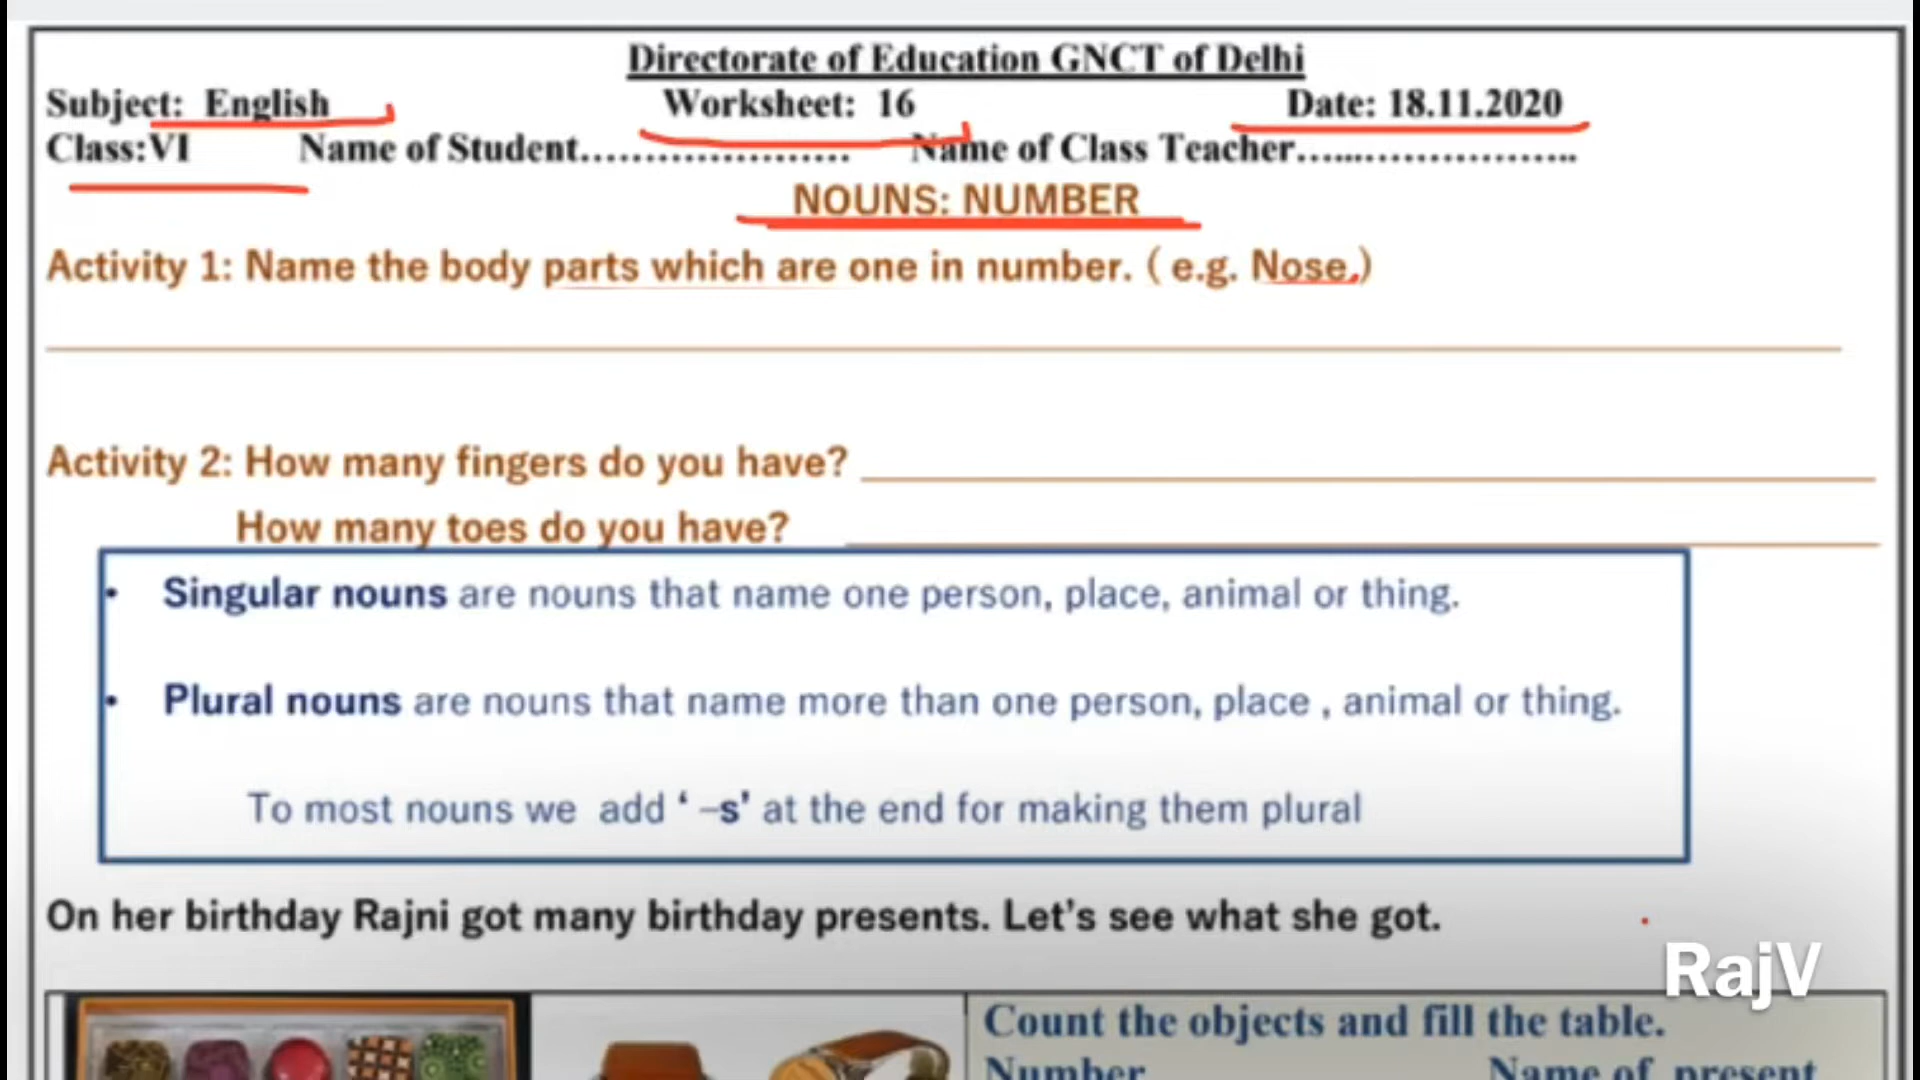 Directorate of Education GNCT of Delhi
Subject: English Worksheet: 16 Date: 18.11.2020
Class:VI Name of Student..................... Name of Class Teacher......................
NOUNS: NUMBER
Activity 1: Name the body parts which are one in number. ( e.g. Nose,)
Activity 2: How many fingers do you have?
How many toes do you have?
• Singular nouns are nouns that name one person, place, animal or thing.
• Plural nouns are nouns that name more than one person, place , animal or thing.
To most nouns we add ‘ –s’ at the end for making them plural
On her birthday Rajni got many birthday presents. Let’s see what she got.
RajV
Count the objects and fill the table.
Number Name of present